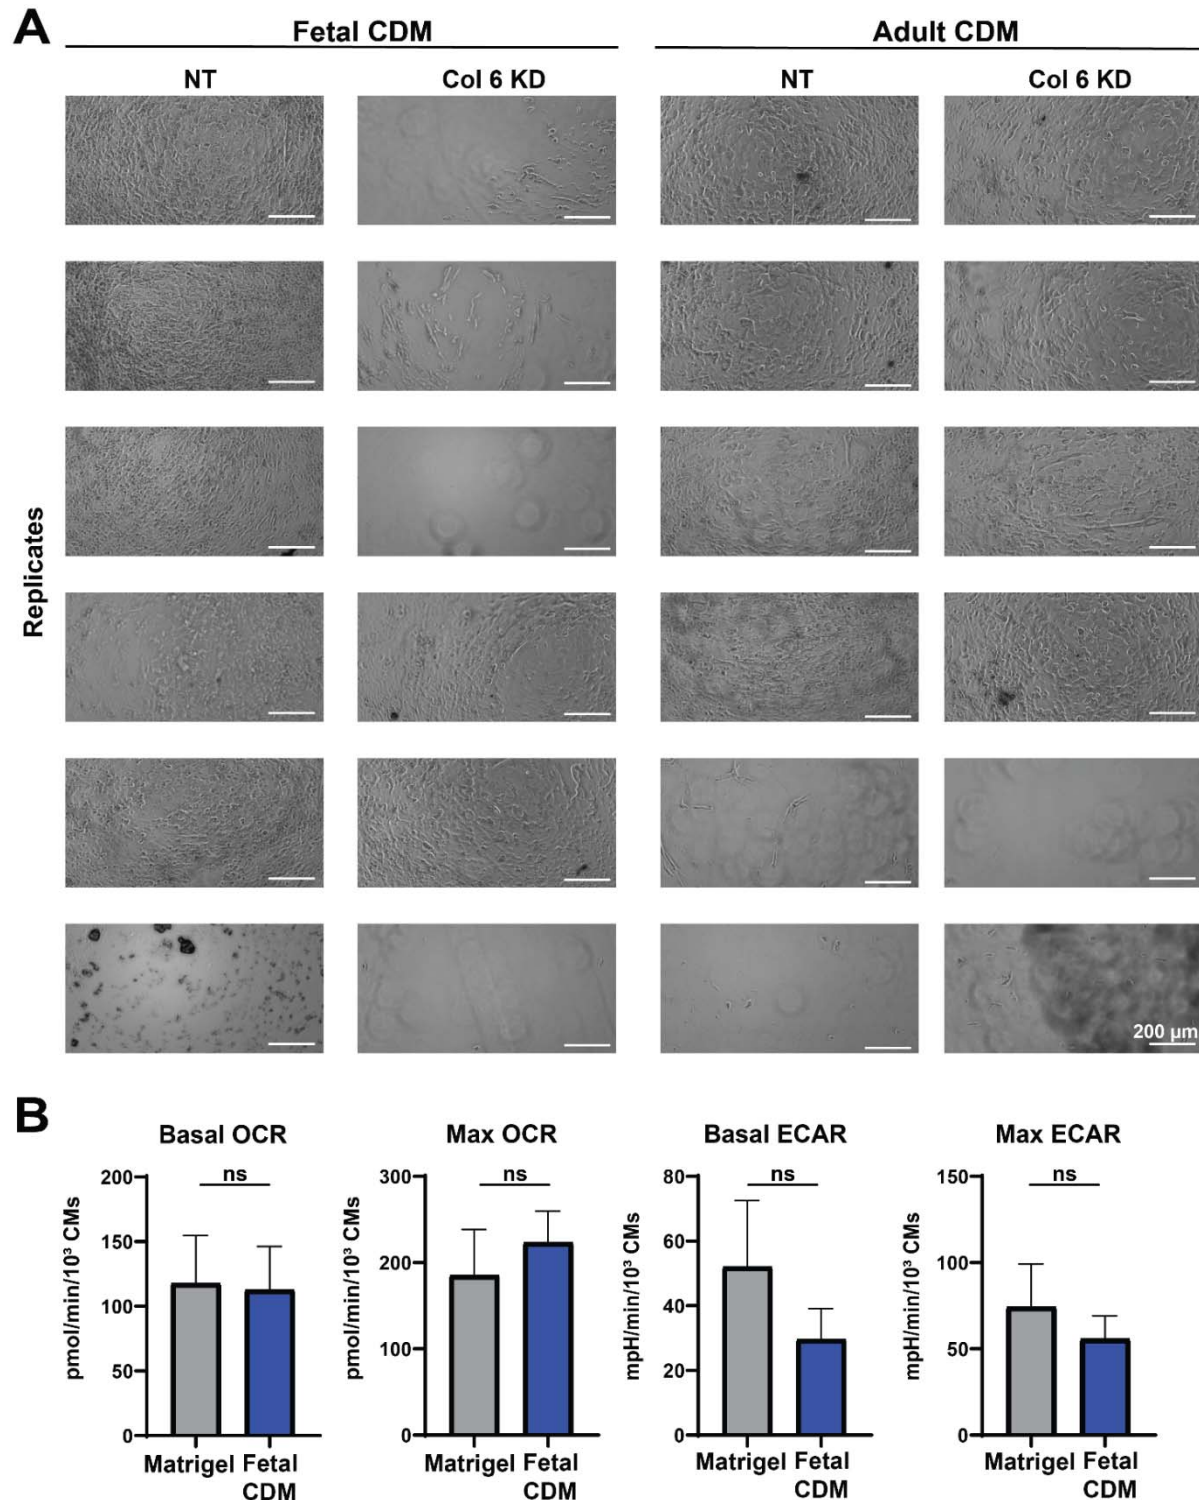 A
Fetal CDM
Adult CDM
NT
Col 6 KD
NT
Col 6 KD
Replicates
200 µm
B
Basal OCR
Max OCR
Basal ECAR
Max ECAR
pmol/min/10³ CMs
200
150
100
50
0
ns
Matrigel
Fetal
CDM
pmol/min/10³ CMs
300
200
100
0
ns
Matrigel
Fetal
CDM
mpH/min/10³ CMs
80
60
40
20
0
ns
Matrigel
Fetal
CDM
mpH/min/10³ CMs
150
100
50
0
ns
Matrigel
Fetal
CDM